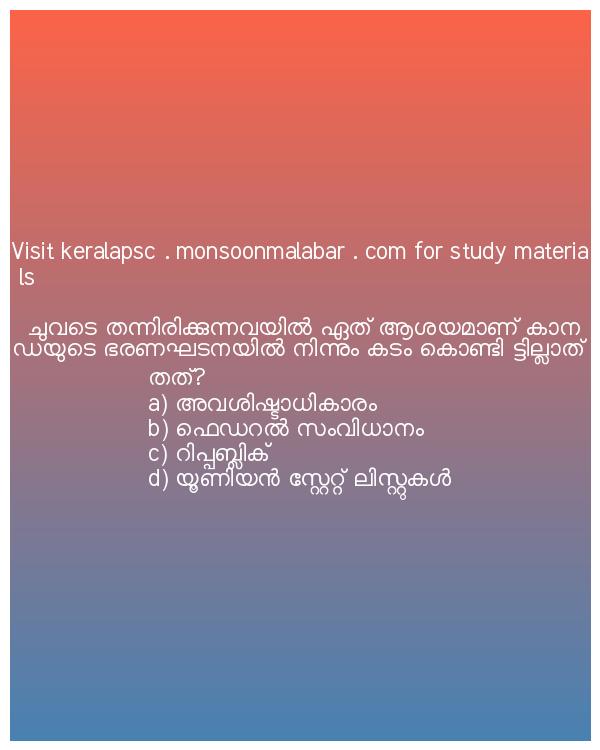 Visit keralapsc . monsoonmalabar . com for study materia
ls
ചുവടെ തന്നിരിക്കുന്നവയിൽ ഏത് ആശയമാണ് കാന
ഡയുടെ ഭരണഘടനയിൽ നിന്നും കടം കൊണ്ടി ട്ടില്ലാത്
തത്?
a) അവശിഷ്ടാധികാരം
b) ഫെഡറൽ സംവിധാനം
c) റിപ്പബ്ലിക്
d) യൂണിയൻ സ്റ്റേറ്റ് ലിസ്റ്റുകൾ